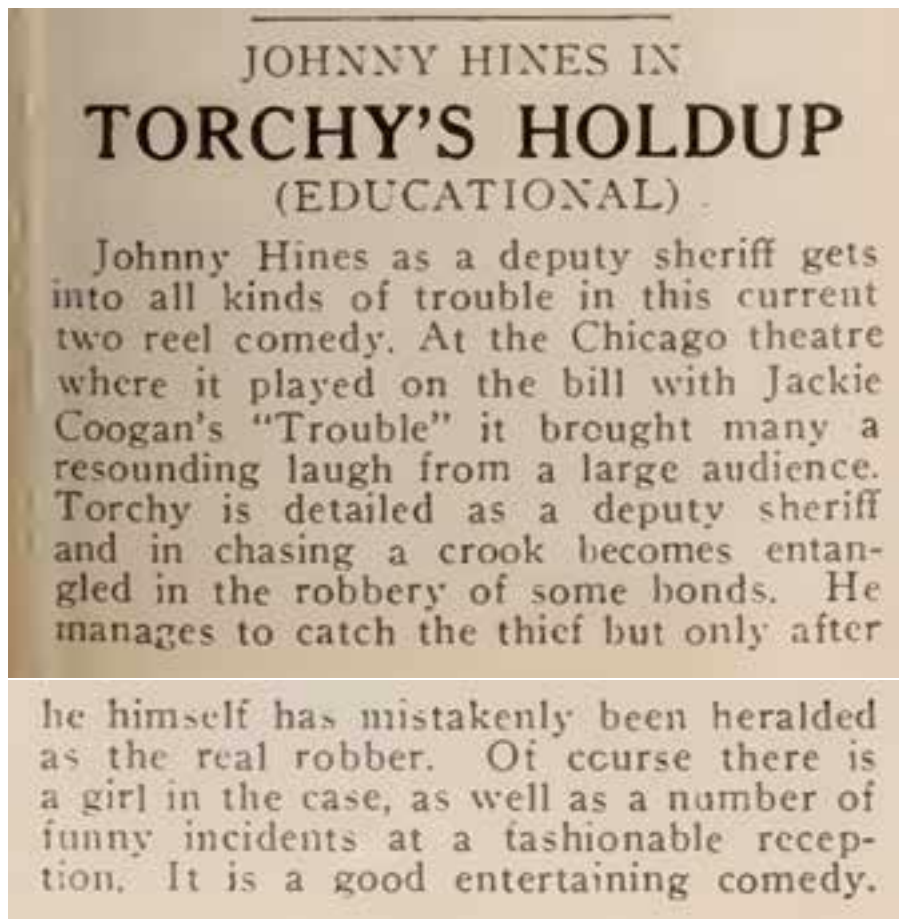 JOHNNY HINES IN
TORCHY'S HOLDUP
(EDUCATIONAL)
Johnny Hines as a deputy sheriff gets
into all kinds of trouble in this current
two reel comedy. At the Chicago theatre
where it played on the bill with Jackie
Coogan's "Trouble" it brought many a
resounding laugh from a large audience.
Torchy is detailed as a deputy sheriff
and in chasing a crook becomes entan-
gled in the robbery of some bonds. He
manages to catch the thief but only after
he himself has mistakenly been heralded
as the real robber. Of course there is
a girl in the case, as well as a number of
funny incidents at a fashionable recep-
tion. It is a good entertaining comedy.